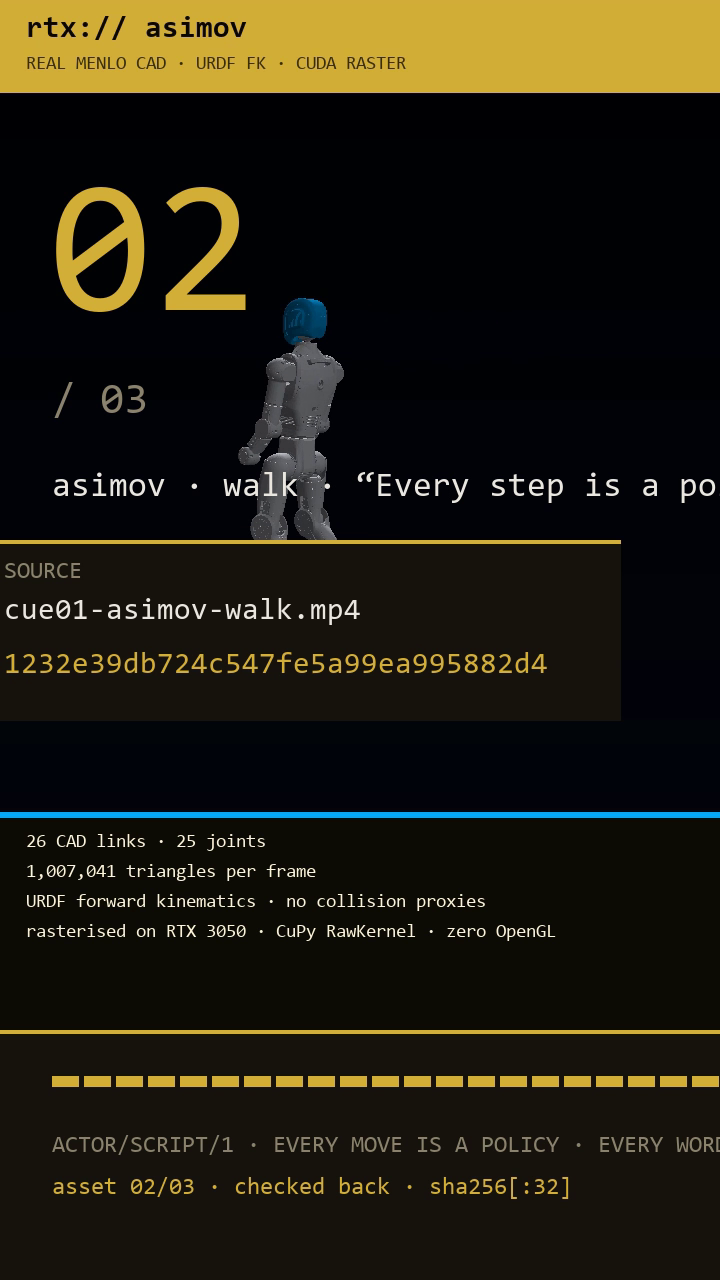 rtx:// asimov
REAL MENLO CAD · URDF FK · CUDA RASTER
02
/ 03
asimov · walk · “Every step is a po
SOURCE
cue01-asimov-walk.mp4
1232e39db724c547fe5a99ea995882d4
26 CAD links · 25 joints
1,007,041 triangles per frame
URDF forward kinematics · no collision proxies
rasterised on RTX 3050 · CuPy RawKernel · zero OpenGL
ACTOR/SCRIPT/1 · EVERY MOVE IS A POLICY · EVERY WORD
asset 02/03 · checked back · sha256[:32]